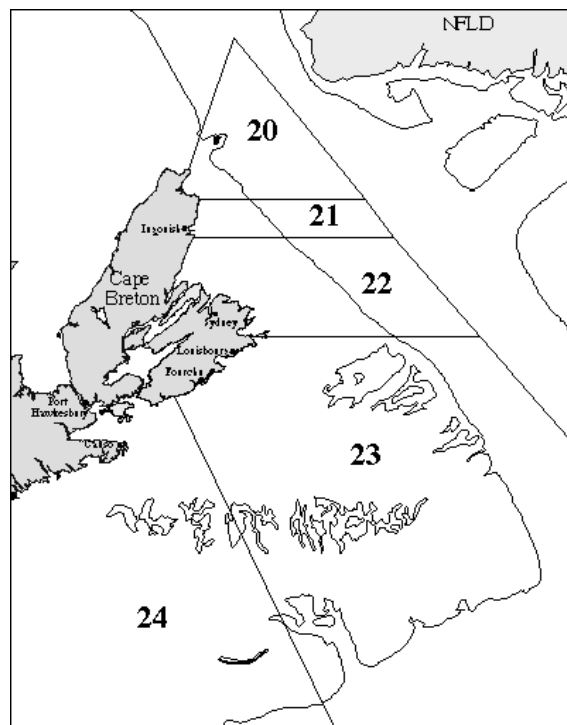 NFLD
20
21
Ingonish
22
Cape
Breton
Sydney
Louisbourg
Fourchu
Port
Hawkesbury
23
Canso
24